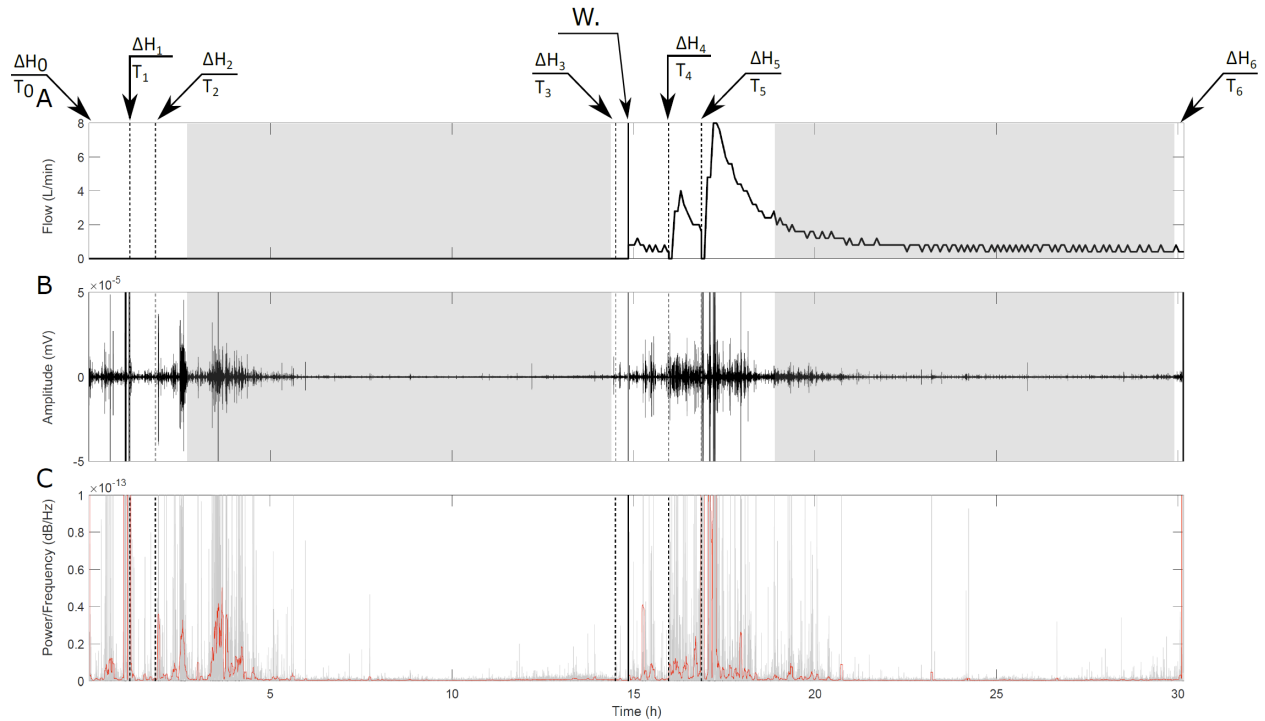 W.
ΔH₀
T₀
ΔH₁
T₁
ΔH₂
T₂
ΔH₃
T₃
ΔH₄
T₄
ΔH₅
T₅
ΔH₆
T₆
A
8
6
4
2
0
Flow (L/min)
B
×10⁻⁵
5
0
-5
Amplitude (mV)
C
×10⁻¹³
1
0.8
0.6
0.4
0.2
0
Power/Frequency (dB/Hz)
5 10 15 20 25 30
Time (h)